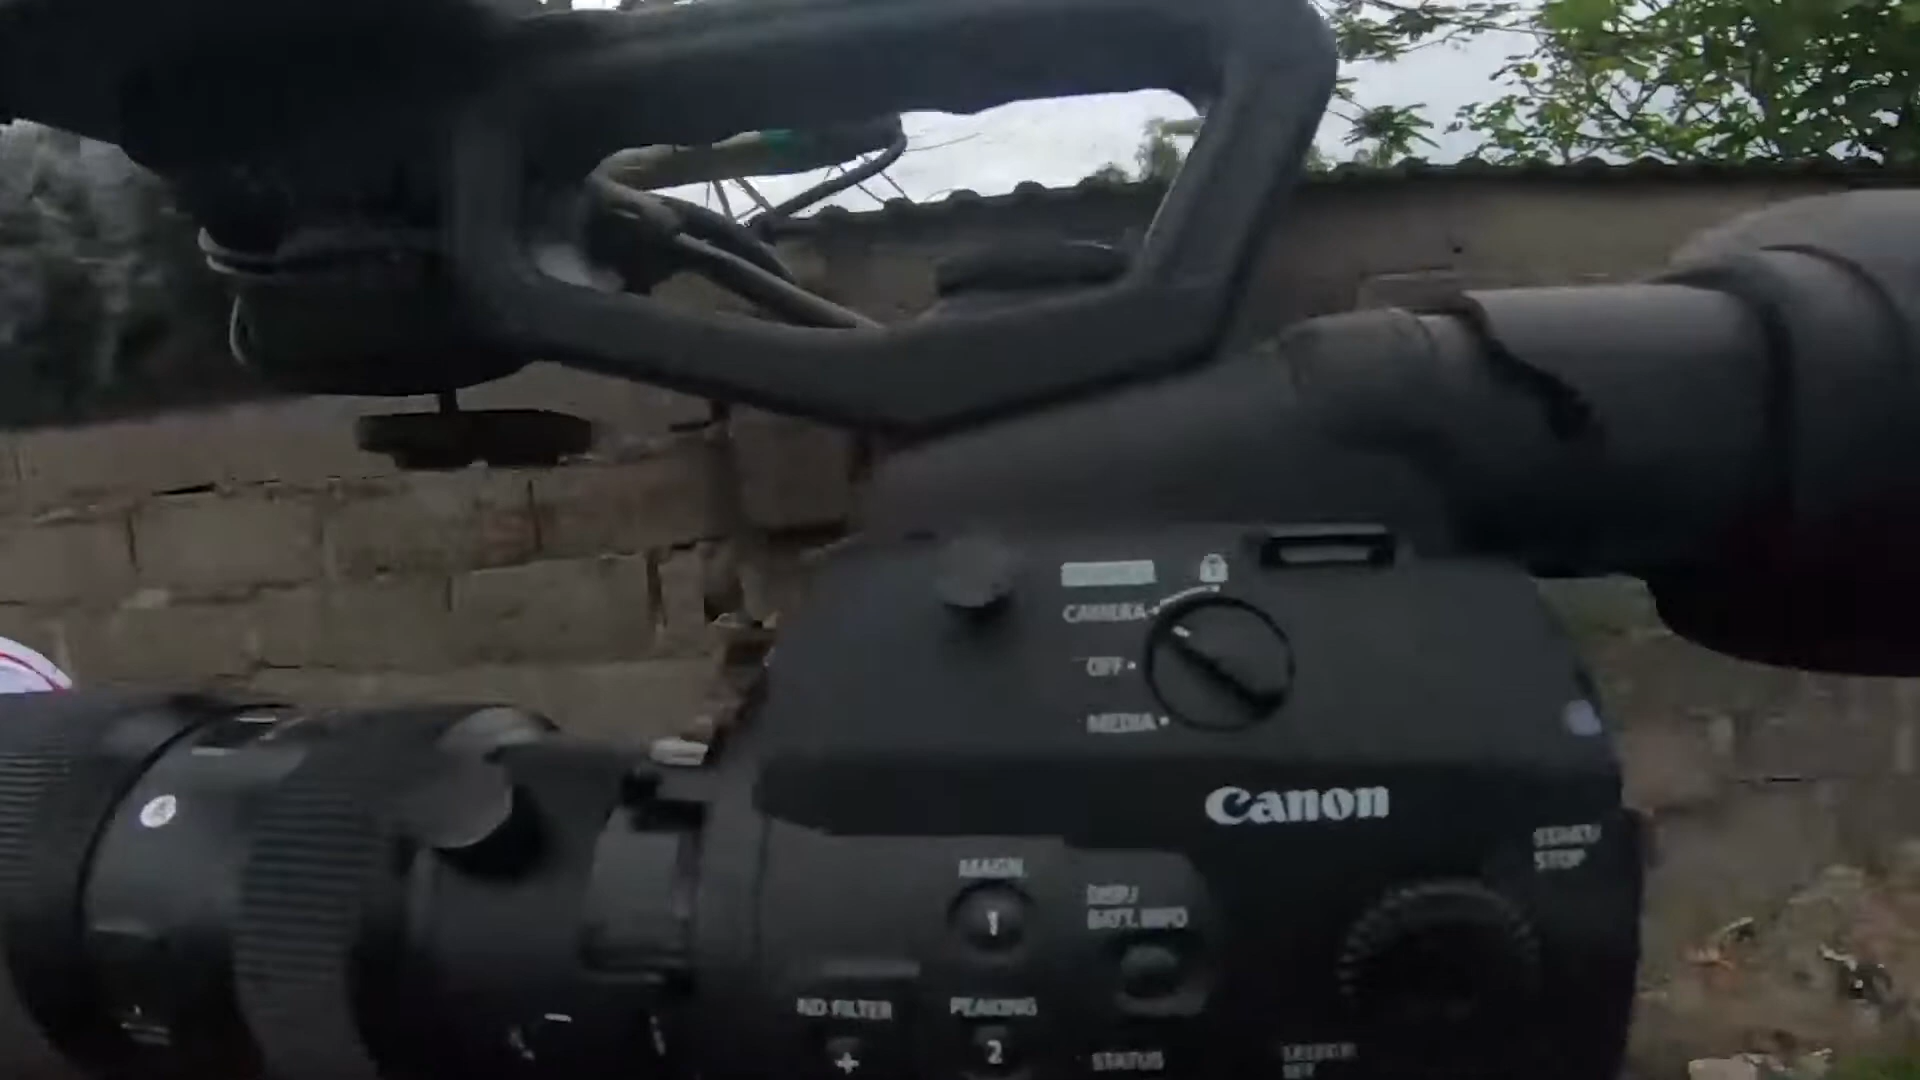 CAMERA
OFF
MEDIA
Canon
START/
STOP
MAGN.
1
DISP./
BATT. INFO
ND FILTER
+
PEAKING
2
STATUS